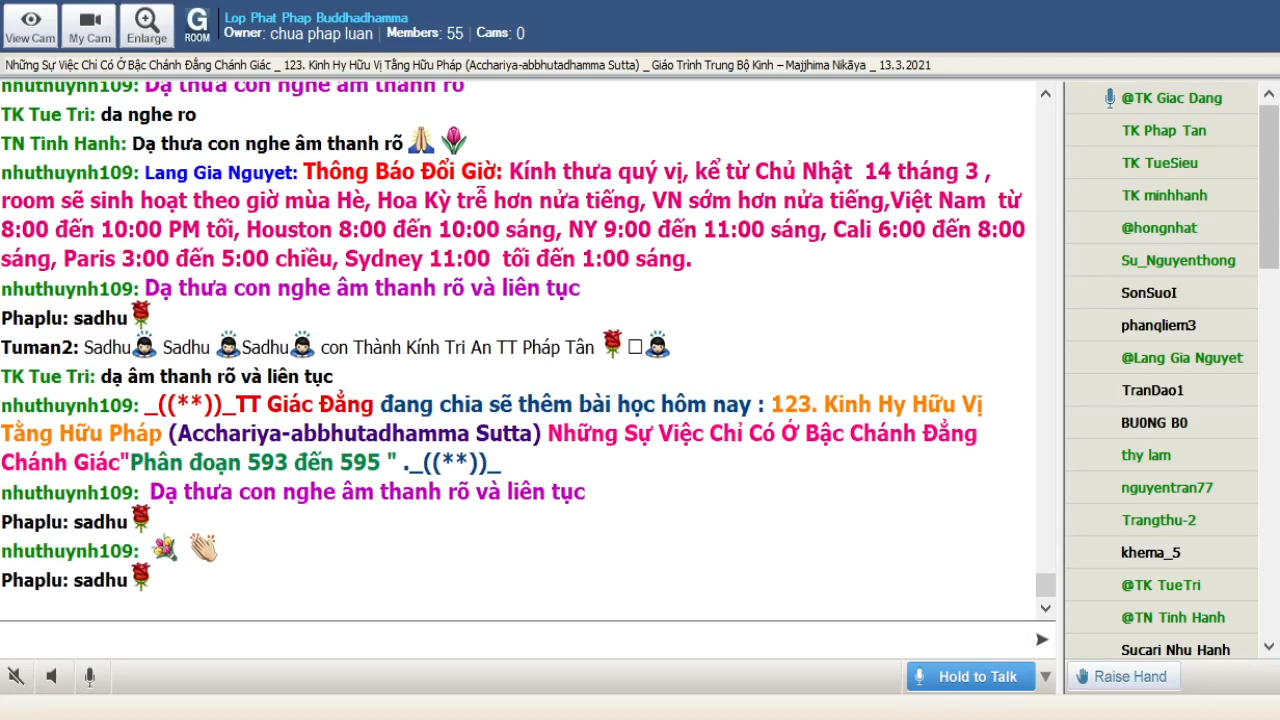 View Cam
My Cam
Enlarge
G
ROOM
Lop Phat Phap Buddhadhamma
Owner: chua phap luan | Members: 55 | Cams: 0
Những Sự Việc Chỉ Có Ở Bậc Chánh Đẳng Chánh Giác _ 123. Kinh Hy Hữu Vị Tằng Hữu Pháp (Acchariya-abbhutadhamma Sutta) _ Giáo Trình Trung Bộ Kinh – Majjhima Nikāya _ 13.3.2021
nhuthuynh109: Dạ thưa con nghe âm thanh rõ
TK Tue Tri: da nghe ro
TN Tinh Hanh: Dạ thưa con nghe âm thanh rõ
nhuthuynh109: Lang Gia Nguyet: Thông Báo Đổi Giờ: Kính thưa quý vị, kể từ Chủ Nhật 14 tháng 3 ,
room sẽ sinh hoạt theo giờ mùa Hè, Hoa Kỳ trễ hơn nửa tiếng, VN sớm hơn nửa tiếng,Việt Nam từ
8:00 đến 10:00 PM tối, Houston 8:00 đến 10:00 sáng, NY 9:00 đến 11:00 sáng, Cali 6:00 đến 8:00
sáng, Paris 3:00 đến 5:00 chiều, Sydney 11:00 tối đến 1:00 sáng.
nhuthuynh109: Dạ thưa con nghe âm thanh rõ và liên tục
Phaplu: sadhu
Tuman2: Sadhu Sadhu Sadhu con Thành Kính Tri Ân TT Pháp Tân
TK Tue Tri: dạ âm thanh rõ và liên tục
nhuthuynh109: _((**))_TT Giác Đẳng đang chia sẽ thêm bài học hôm nay : 123. Kinh Hy Hữu Vị
Tằng Hữu Pháp (Acchariya-abbhutadhamma Sutta) Những Sự Việc Chỉ Có Ở Bậc Chánh Đẳng
Chánh Giác"Phân đoạn 593 đến 595 " ._((**))_
nhuthuynh109: Dạ thưa con nghe âm thanh rõ và liên tục
Phaplu: sadhu
nhuthuynh109:
Phaplu: sadhu
Hold to Talk
@TK Giac Dang
TK Phap Tan
TK TueSieu
TK minhhanh
@hongnhat
Su_Nguyenthong
SonSuoI
phanqliem3
@Lang Gia Nguyet
TranDao1
BU0NG B0
thy lam
nguyentran77
Trangthu-2
khema_5
@TK TueTri
@TN Tinh Hanh
Sucari Nhu Hanh
Raise Hand